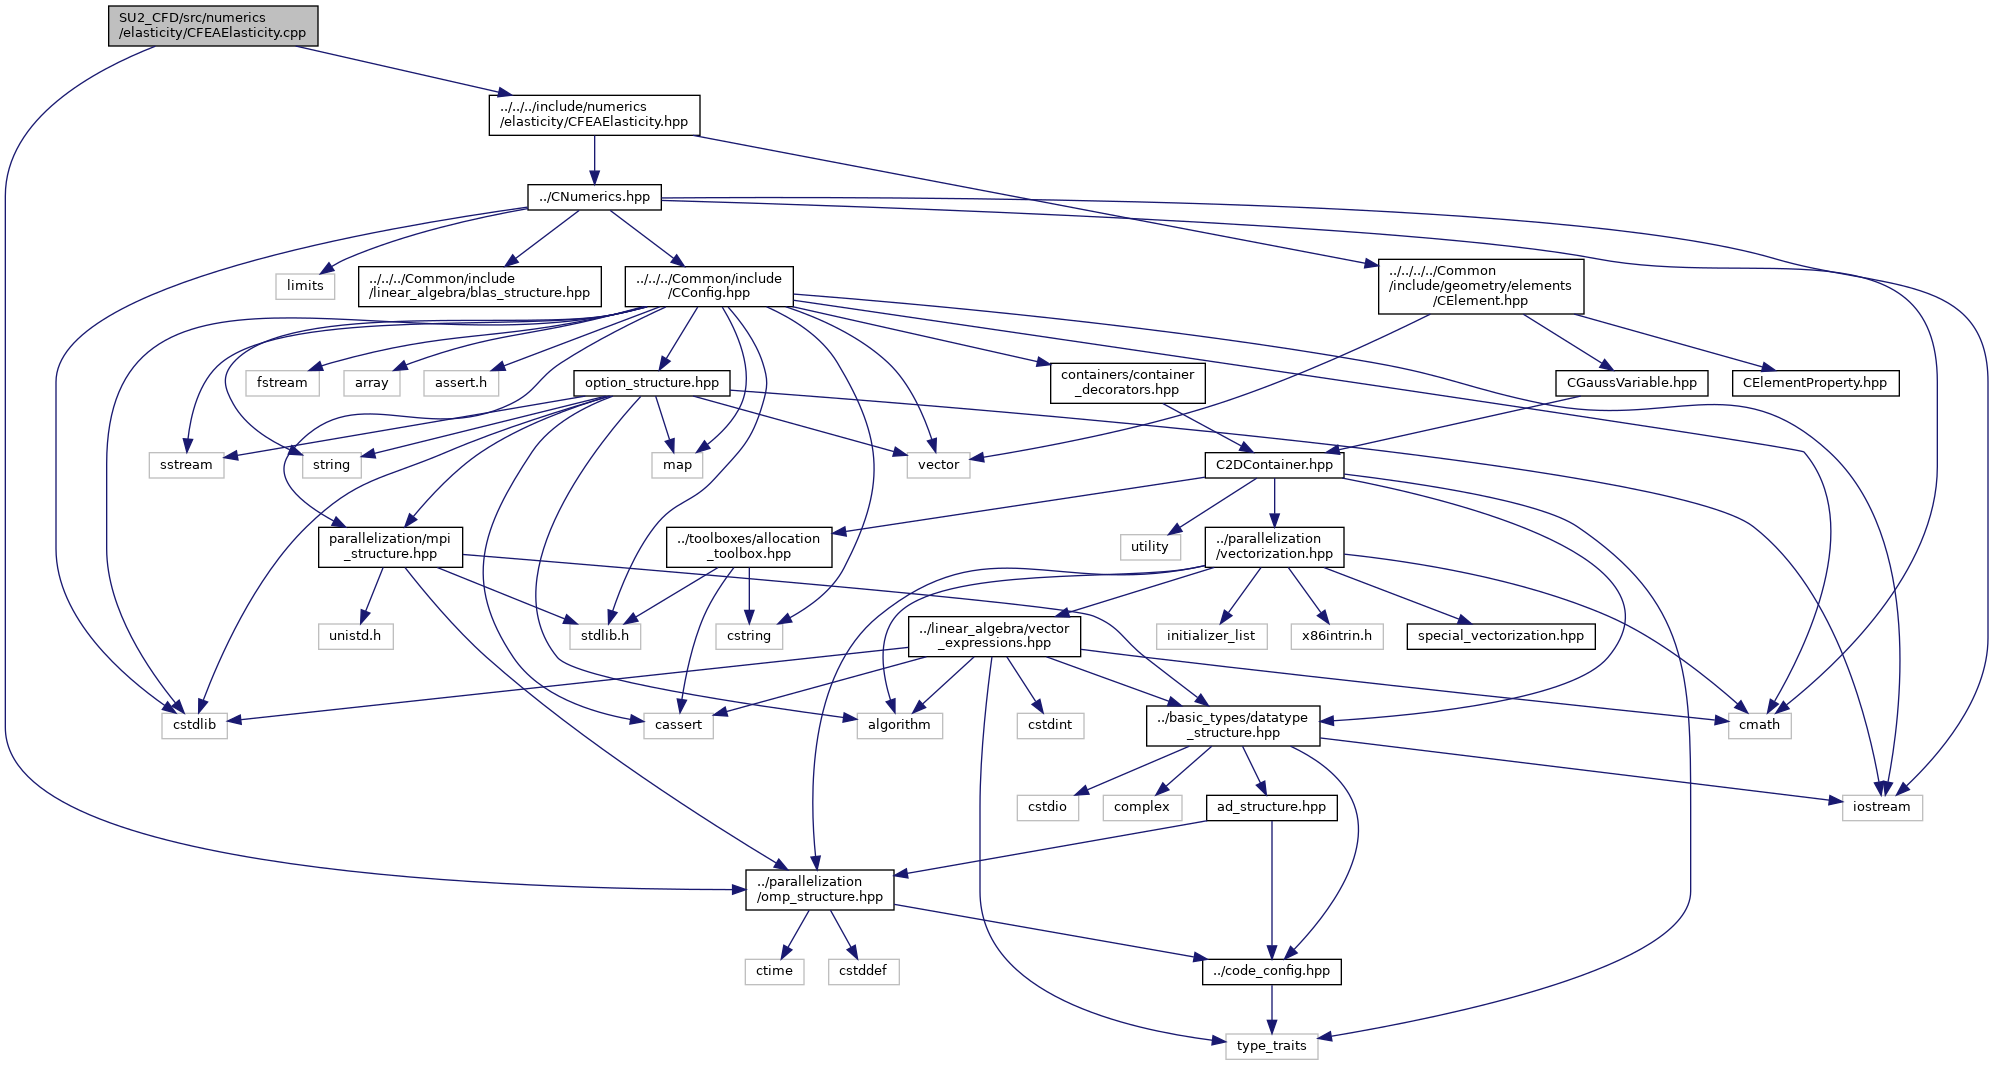 SU2_CFD/src/numerics
/elasticity/CFEAElasticity.cpp
../../../include/numerics
/elasticity/CFEAElasticity.hpp
../CNumerics.hpp
limits
../../../Common/include
/linear_algebra/blas_structure.hpp
../../../Common/include
/CConfig.hpp
../../../../Common
/include/geometry/elements
/CElement.hpp
fstream
array
assert.h
option_structure.hpp
containers/container
_decorators.hpp
CGaussVariable.hpp
CElementProperty.hpp
sstream
string
map
vector
C2DContainer.hpp
parallelization/mpi
_structure.hpp
../toolboxes/allocation
_toolbox.hpp
utility
../parallelization
/vectorization.hpp
unistd.h
stdlib.h
cstring
../linear_algebra/vector
_expressions.hpp
initializer_list
x86intrin.h
special_vectorization.hpp
cstdlib
cassert
algorithm
cstdint
../basic_types/datatype
_structure.hpp
cmath
cstdio
complex
ad_structure.hpp
iostream
../parallelization
/omp_structure.hpp
ctime
cstddef
../code_config.hpp
type_traits